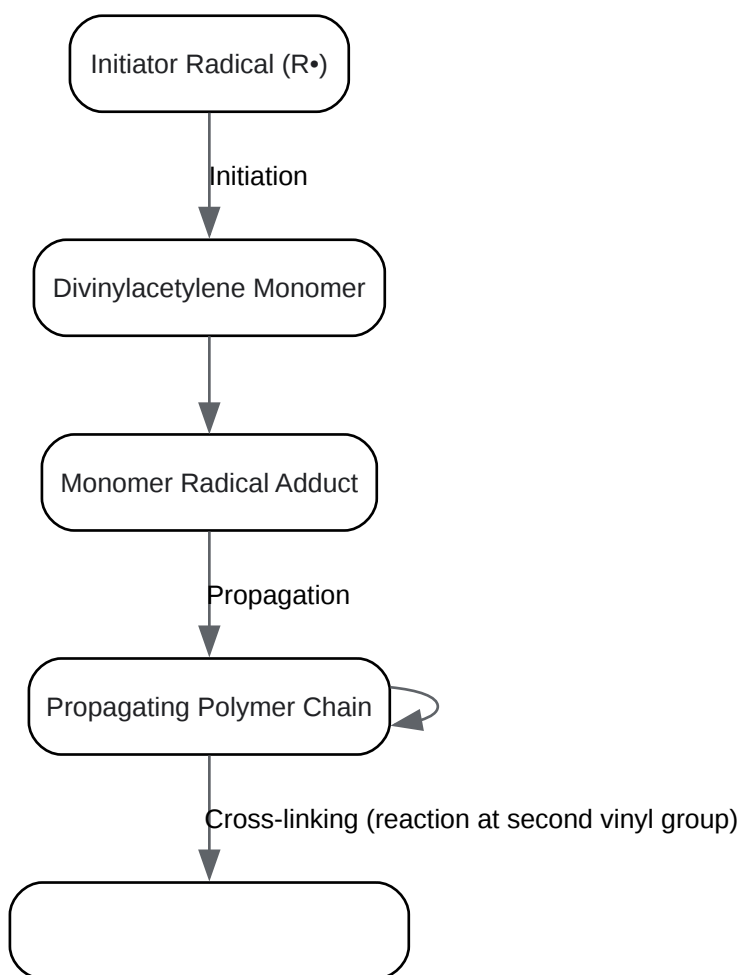 Initiator Radical (R•)
Initiation
Divinylacetylene Monomer
Monomer Radical Adduct
Propagation
Propagating Polymer Chain
Cross-linking (reaction at second vinyl group)